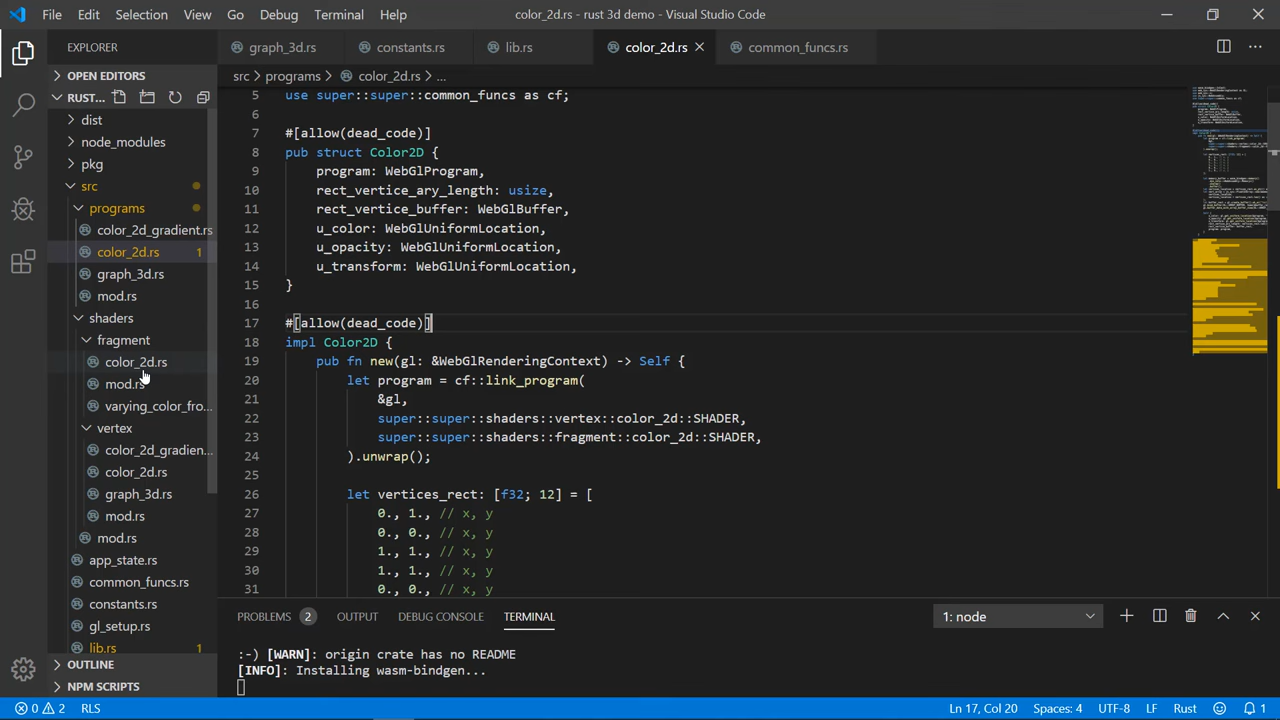 File Edit Selection View Go Debug Terminal Help color_2d.rs - rust 3d demo - Visual Studio Code
EXPLORER
OPEN EDITORS
RUST...
dist
node_modules
pkg
src
programs
color_2d_gradient.rs
color_2d.rs 1
graph_3d.rs
mod.rs
shaders
fragment
color_2d.rs
mod.rs
varying_color_fro...
vertex
color_2d_gradien...
color_2d.rs
graph_3d.rs
mod.rs
mod.rs
app_state.rs
common_funcs.rs
constants.rs
gl_setup.rs
lib.rs 1
OUTLINE
NPM SCRIPTS
graph_3d.rs constants.rs lib.rs color_2d.rs common_funcs.rs
src programs color_2d.rs ...
5 use super::super::common_funcs as cf;
6
7 #[allow(dead_code)]
8 pub struct Color2D {
9 program: WebGlProgram,
10 rect_vertice_ary_length: usize,
11 rect_vertice_buffer: WebGlBuffer,
12 u_color: WebGlUniformLocation,
13 u_opacity: WebGlUniformLocation,
14 u_transform: WebGlUniformLocation,
15 }
16
17 #[allow(dead_code)]
18 impl Color2D {
19 pub fn new(gl: &WebGlRenderingContext) -> Self {
20 let program = cf::link_program(
21 &gl,
22 super::super::shaders::vertex::color_2d::SHADER,
23 super::super::shaders::fragment::color_2d::SHADER,
24 ).unwrap();
25
26 let vertices_rect: [f32; 12] = [
27 0., 1., // x, y
28 0., 0., // x, y
29 1., 1., // x, y
30 1., 1., // x, y
31 0., 0., // x, y
PROBLEMS 2 OUTPUT DEBUG CONSOLE TERMINAL 1: node
:-) [WARN]: origin crate has no README
[INFO]: Installing wasm-bindgen...
0 2 RLS Ln 17, Col 20 Spaces: 4 UTF-8 LF Rust 1